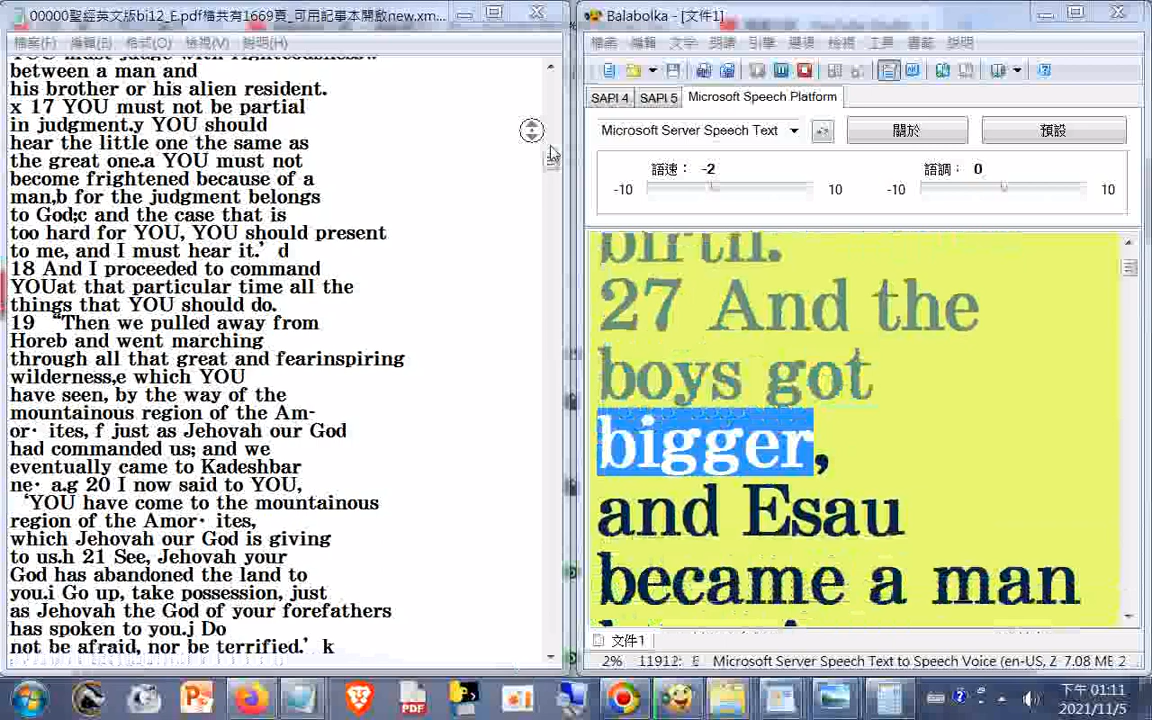 00000聖經英文版bi12_E.pdf檔共有1669頁_可用記事本開啟new.xm...
檔案(F) 編輯(E) 格式(O) 檢視(V) 說明(H)
YOU must judge with righteousness
between a man and
his brother or his alien resident.
x 17 YOU must not be partial
in judgment.y YOU should
hear the little one the same as
the great one.a YOU must not
become frightened because of a
man,b for the judgment belongs
to God;c and the case that is
too hard for YOU, YOU should present
to me, and I must hear it.’ d
18 And I proceeded to command
YOUat that particular time all the
things that YOU should do.
19 “Then we pulled away from
Horeb and went marching
through all that great and fearinspiring
wilderness,e which YOU
have seen, by the way of the
mountainous region of the Am-
or· ites, f just as Jehovah our God
had commanded us; and we
eventually came to Kadeshbar
ne· a.g 20 I now said to YOU,
‘YOU have come to the mountainous
region of the Amor· ites,
which Jehovah our God is giving
to us.h 21 See, Jehovah your
God has abandoned the land to
you.i Go up, take possession, just
as Jehovah the God of your forefathers
has spoken to you.j Do
not be afraid, nor be terrified.’ k
Balabolka - [文件1]
檔案 編輯 文字 朗讀 引擎 選項 檢視 工具 書籤 說明
SAPI 4 SAPI 5 Microsoft Speech Platform
Microsoft Server Speech Text 關於 預設
語速： -2 語調： 0
-10 10 -10 10
birth.
27 And the
boys got
bigger,
and Esau
became a man
文件1
2% 11912: Microsoft Server Speech Text to Speech Voice (en-US, Z 7.08 MB 2
PDF
下午 01:11
2021/11/5